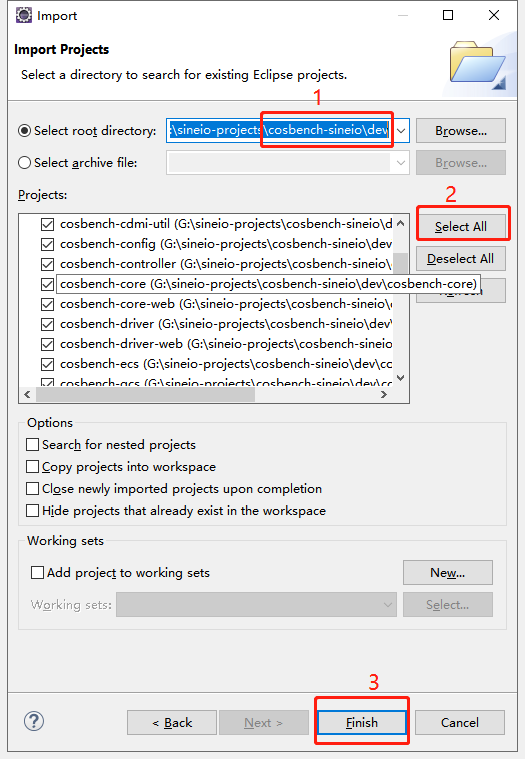 Import
Import Projects
Select a directory to search for existing Eclipse projects.
1
Select root directory:
:\sineio-projects\cosbench-sineio\dev
Browse...
Select archive file:
Browse...
Projects:
2
cosbench-cdmi-util (G:\sineio-projects\cosbench-sineio\d
Select All
cosbench-config (G:\sineio-projects\cosbench-sineio\dev
cosbench-controller (G:\sineio-projects\cosbench-sineio\
Deselect All
cosbench-core (G:\sineio-projects\cosbench-sineio\dev\cosbench-core)
cosbench-core-web (G:\sineio-projects\cosbench-sineio\
Refresh
cosbench-driver (G:\sineio-projects\cosbench-sineio\dev\
cosbench-driver-web (G:\sineio-projects\cosbench-sineio
cosbench-ecs (G:\sineio-projects\cosbench-sineio\dev\co
cosbench-gcs (G:\sineio-projects\cosbench-sineio\dev\co
Options
Search for nested projects
Copy projects into workspace
Close newly imported projects upon completion
Hide projects that already exist in the workspace
Working sets
Add project to working sets
New...
Working sets:
Select...
3
?
< Back
Next >
Finish
Cancel